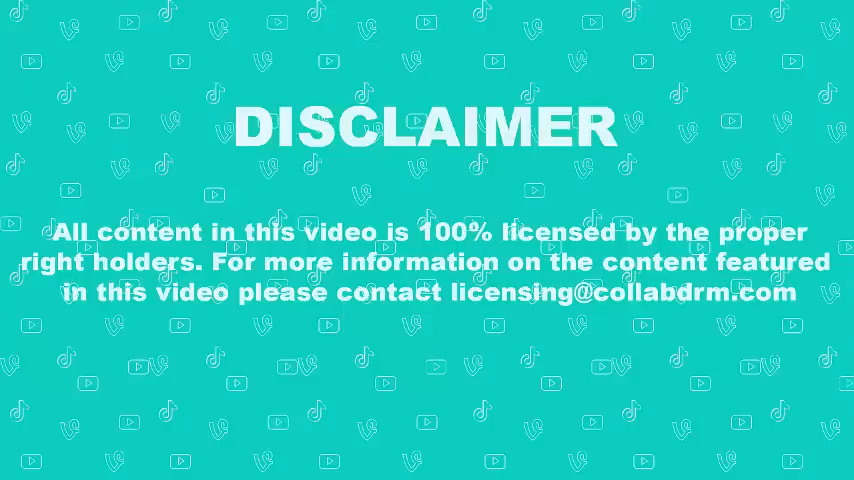 DISCLAIMER
All content in this video is 100% licensed by the proper
right holders. For more information on the content featured
in this video please contact licensing@collabdrm.com